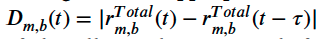 D_{m,b}(t) = |r_{m,b}^{Total}(t) − r_{m,b}^{Total}(t − τ)|